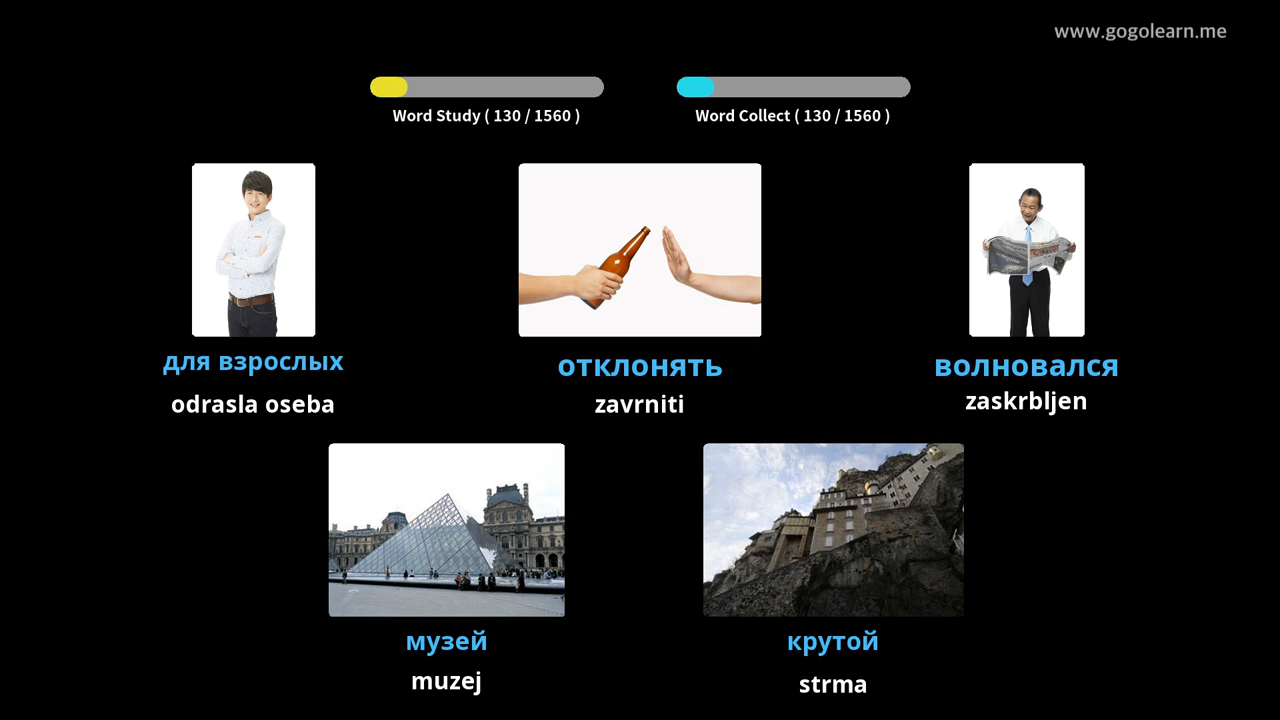 www.gogolearn.me
Word Study ( 130 / 1560 )
Word Collect ( 130 / 1560 )
для взрослых
odrasla oseba
отклонять
zavrniti
волновался
zaskrbljen
музей
muzej
крутой
strma